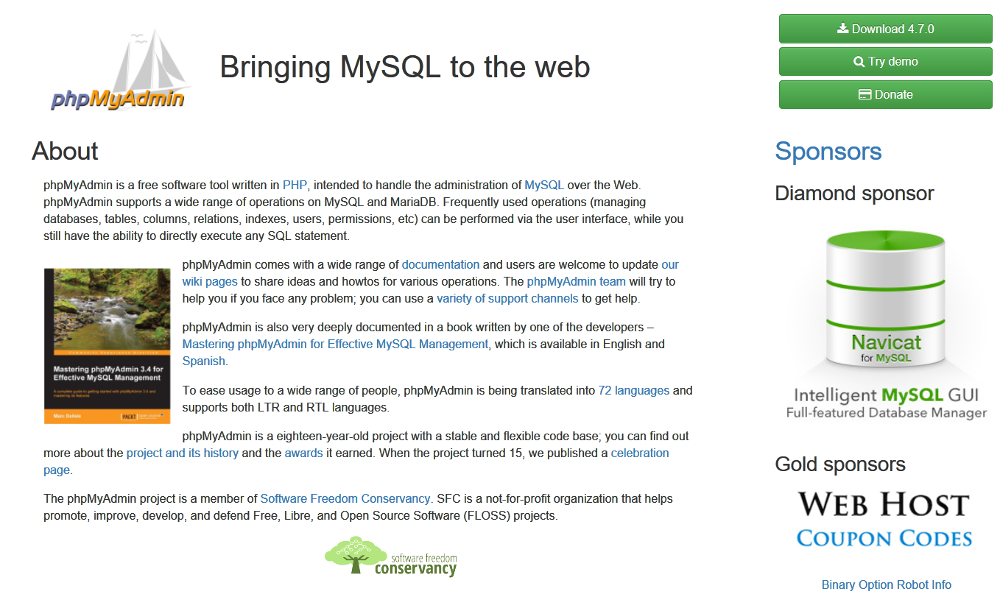 phpMyAdmin
Bringing MySQL to the web
Download 4.7.0
Try demo
Donate
About
phpMyAdmin is a free software tool written in PHP, intended to handle the administration of MySQL over the Web.
phpMyAdmin supports a wide range of operations on MySQL and MariaDB. Frequently used operations (managing
databases, tables, columns, relations, indexes, users, permissions, etc) can be performed via the user interface, while you
still have the ability to directly execute any SQL statement.
phpMyAdmin comes with a wide range of documentation and users are welcome to update our
wiki pages to share ideas and howtos for various operations. The phpMyAdmin team will try to
help you if you face any problem; you can use a variety of support channels to get help.
phpMyAdmin is also very deeply documented in a book written by one of the developers –
Mastering phpMyAdmin for Effective MySQL Management, which is available in English and
Spanish.
To ease usage to a wide range of people, phpMyAdmin is being translated into 72 languages and
supports both LTR and RTL languages.
Mastering phpMyAdmin 3.4 for
Effective MySQL Management
A complete guide to getting started with phpMyAdmin 3.4 and
mastering its features
Marc Delisle
PACKT
phpMyAdmin is a eighteen-year-old project with a stable and flexible code base; you can find out
more about the project and its history and the awards it earned. When the project turned 15, we published a celebration
page.
The phpMyAdmin project is a member of Software Freedom Conservancy. SFC is a not-for-profit organization that helps
promote, improve, develop, and defend Free, Libre, and Open Source Software (FLOSS) projects.
software freedom
conservancy
Sponsors
Diamond sponsor
Navicat
for MySQL
Intelligent MySQL GUI
Full-featured Database Manager
Gold sponsors
WEB HOST
COUPON CODES
Binary Option Robot Info